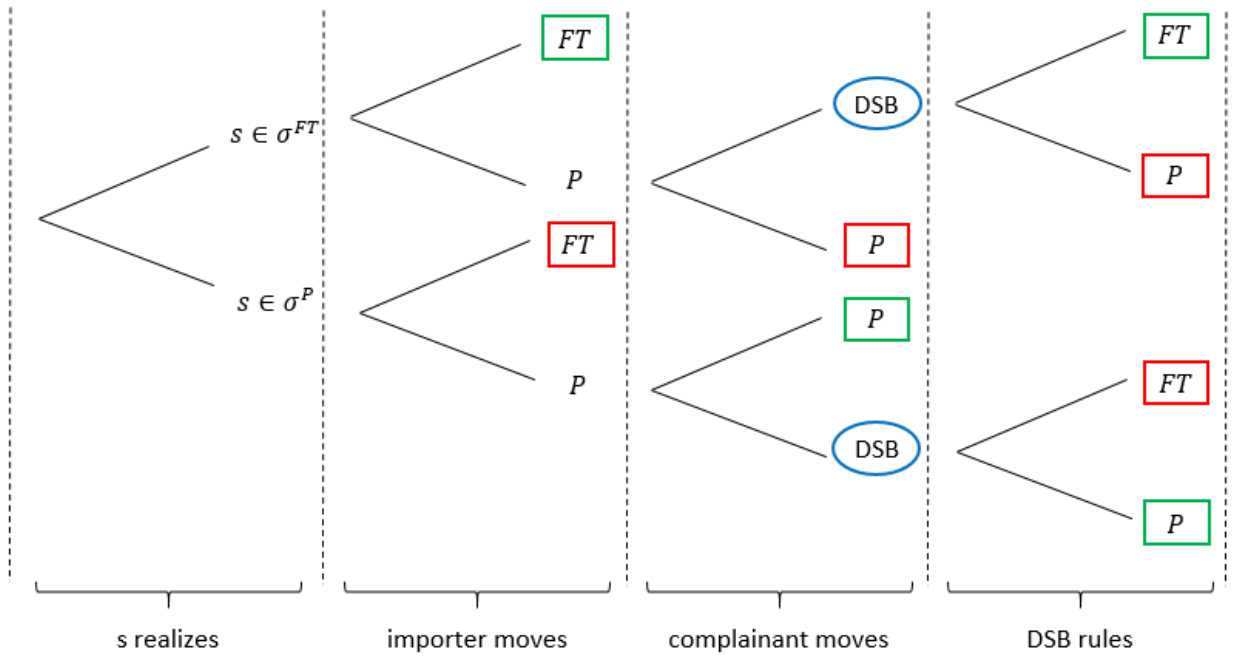 s ∈ σ^{FT}
s ∈ σ^{P}
FT
P
FT
P
DSB
P
P
DSB
FT
P
FT
P
s realizes
importer moves
complainant moves
DSB rules